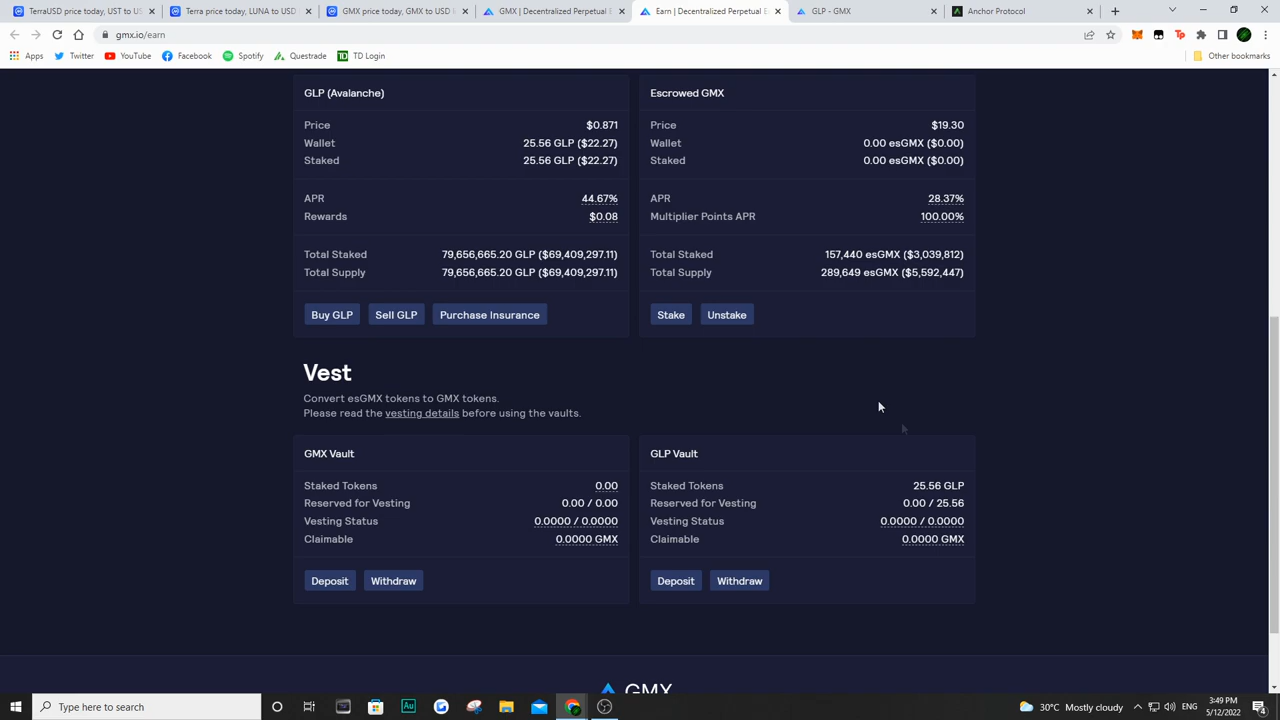 TerraUSD price today, UST to US
Terra price today, LUNA to USD l
GMX price today, GMX to USD li
GMX | Decentralized Perpetual E
Earn | Decentralized Perpetual E
GLP - GMX
Anchor Protocol
gmx.io/earn
Apps
Twitter
YouTube
Facebook
Spotify
Questrade
TD Login
Other bookmarks
GLP (Avalanche)
Price $0.871
Wallet 25.56 GLP ($22.27)
Staked 25.56 GLP ($22.27)
APR 44.67%
Rewards $0.08
Total Staked 79,656,665.20 GLP ($69,409,297.11)
Total Supply 79,656,665.20 GLP ($69,409,297.11)
Buy GLP Sell GLP Purchase Insurance
Escrowed GMX
Price $19.30
Wallet 0.00 esGMX ($0.00)
Staked 0.00 esGMX ($0.00)
APR 28.37%
Multiplier Points APR 100.00%
Total Staked 157,440 esGMX ($3,039,812)
Total Supply 289,649 esGMX ($5,592,447)
Stake Unstake
Vest
Convert esGMX tokens to GMX tokens.
Please read the vesting details before using the vaults.
GMX Vault
Staked Tokens 0.00
Reserved for Vesting 0.00 / 0.00
Vesting Status 0.0000 / 0.0000
Claimable 0.0000 GMX
Deposit Withdraw
GLP Vault
Staked Tokens 25.56 GLP
Reserved for Vesting 0.00 / 25.56
Vesting Status 0.0000 / 0.0000
Claimable 0.0000 GMX
Deposit Withdraw
GMX
Type here to search
30°C Mostly cloudy
ENG
3:49 PM
5/12/2022